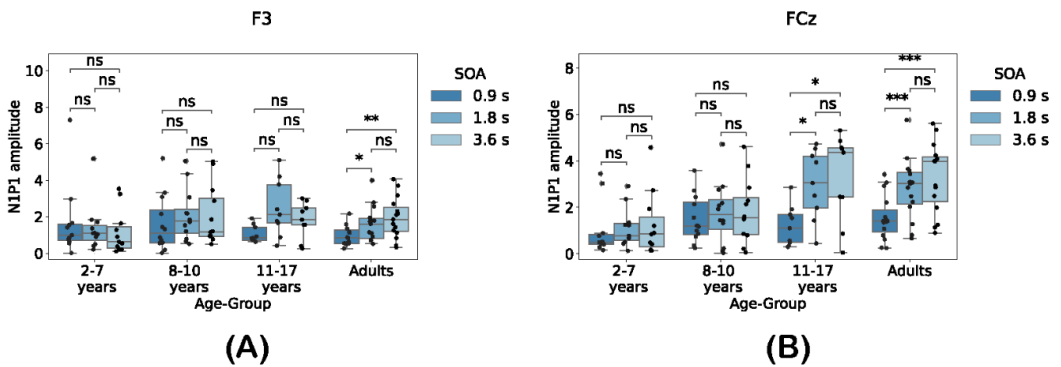 F3
N1P1 amplitude
10
8
6
4
2
0
ns
ns
ns
ns
ns
ns
ns
ns
ns
**
*
ns
2-7 years
8-10 years
11-17 years
Adults
Age-Group
SOA
0.9 s
1.8 s
3.6 s
(A)
FCz
N1P1 amplitude
8
6
4
2
0
ns
ns
ns
ns
ns
ns
*
*
ns
***
***
ns
2-7 years
8-10 years
11-17 years
Adults
Age-Group
SOA
0.9 s
1.8 s
3.6 s
(B)